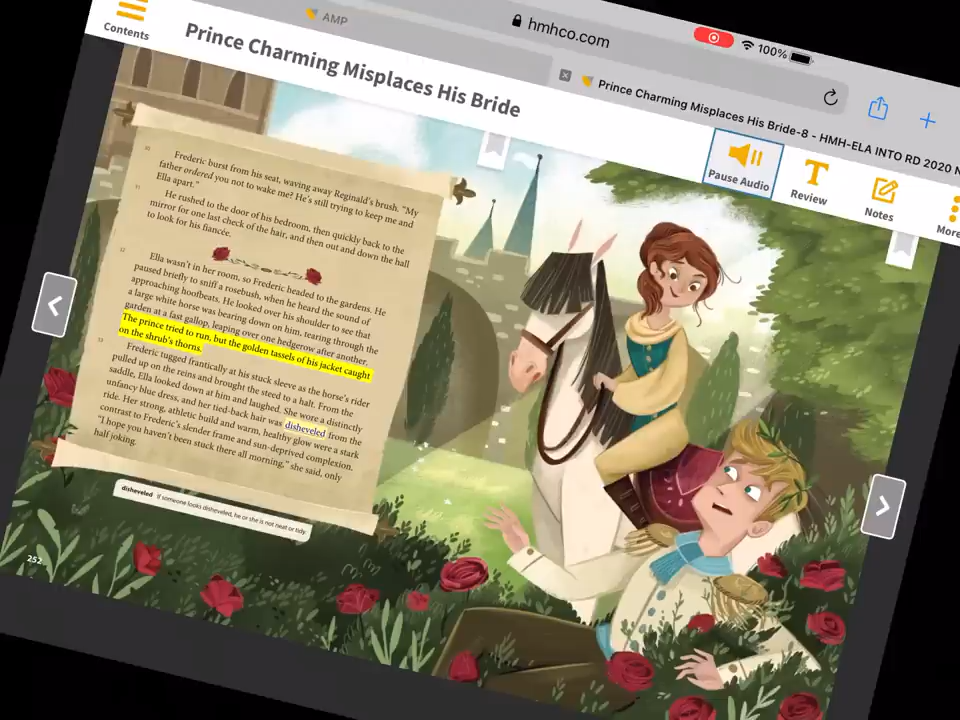 Contents
AMP
hmhco.com
100%
Prince Charming Misplaces His Bride
Prince Charming Misplaces His Bride-8 - HMH-ELA INTO RD 2020 N
Pause Audio
Review
Notes
More
10
Frederic burst from his seat, waving away Reginald's brush. "My
father ordered you not to wake me? He's still trying to keep me and
Ella apart."
11
He rushed to the door of his bedroom, then quickly back to the
mirror for one last check of the hair, and then out and down the hall
to look for his fiancée.
12
Ella wasn't in her room, so Frederic headed to the gardens. He
paused briefly to sniff a rosebush, when he heard the sound of
approaching hoofbeats. He looked over his shoulder to see that
a large white horse was bearing down on him, tearing through the
garden at a fast gallop, leaping over one hedgerow after another.
The prince tried to run, but the golden tassels of his jacket caught
on the shrub's thorns.
13
Frederic tugged frantically at his stuck sleeve as the horse's rider
pulled up on the reins and brought the steed to a halt. From the
saddle, Ella looked down at him and laughed. She wore a distinctly
unfancy blue dress, and her tied-back hair was disheveled from the
ride. Her strong, athletic build and warm, healthy glow were a stark
contrast to Frederic's slender frame and sun-deprived complexion.
"I hope you haven't been stuck there all morning," she said, only
half joking.
disheveled If someone looks disheveled, he or she is not neat or tidy.
252